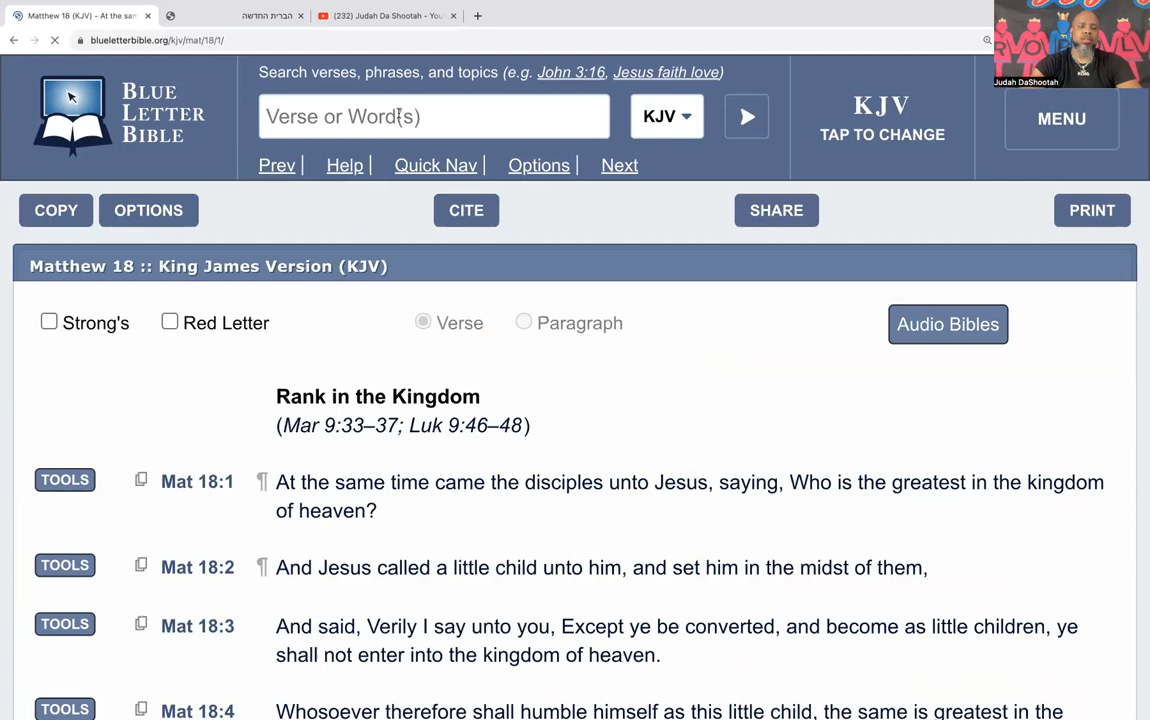 Matthew 18 (KJV) - At the sam
הברית החדשה
(232) Judah Da Shootah - You
blueletterbible.org/kjv/mat/18/1/
Judah DaShootah
BLUE
LETTER
BIBLE
Search verses, phrases, and topics (e.g. John 3:16, Jesus faith love)
Verse or Word(s)
KJV
Prev | Help | Quick Nav | Options | Next
KJV
TAP TO CHANGE
MENU
COPY OPTIONS CITE SHARE PRINT
Matthew 18 :: King James Version (KJV)
Strong's Red Letter Verse Paragraph Audio Bibles
Rank in the Kingdom
(Mar 9:33–37; Luk 9:46–48)
TOOLS Mat 18:1 ¶ At the same time came the disciples unto Jesus, saying, Who is the greatest in the kingdom
of heaven?
TOOLS Mat 18:2 ¶ And Jesus called a little child unto him, and set him in the midst of them,
TOOLS Mat 18:3 And said, Verily I say unto you, Except ye be converted, and become as little children, ye
shall not enter into the kingdom of heaven.
TOOLS Mat 18:4 Whosoever therefore shall humble himself as this little child, the same is greatest in the